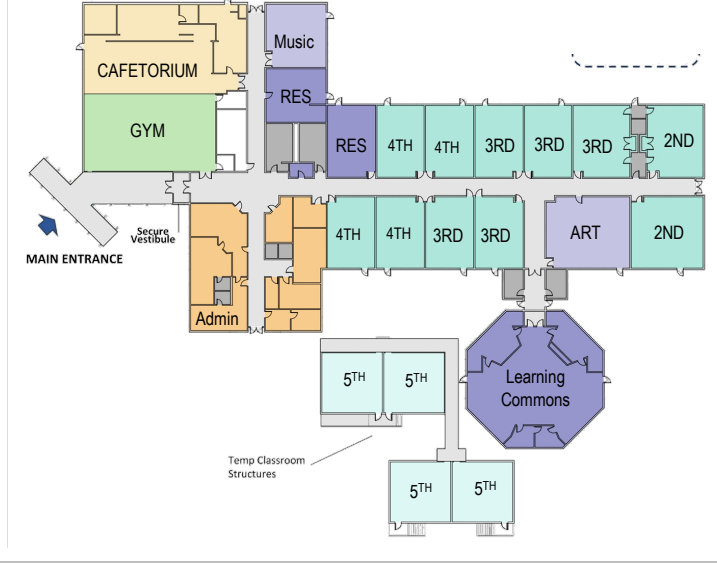 Music
CAFETORIUM
RES
GYM
RES
4TH
4TH
3RD
3RD
3RD
2ND
Secure
Vestibule
MAIN ENTRANCE
4TH
4TH
3RD
3RD
ART
2ND
Admin
5TH
5TH
Learning
Commons
Temp Classroom
Structures
5TH
5TH